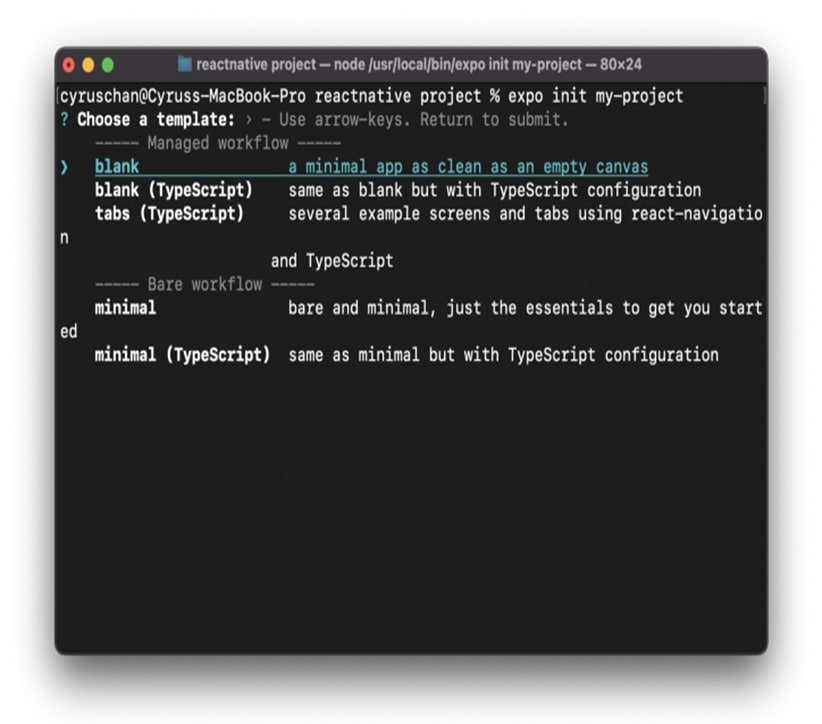 reactnative project — node /usr/local/bin/expo init my-project — 80×24
[cyruschan@Cyruss-MacBook-Pro reactnative project % expo init my-project ]
? Choose a template: › - Use arrow-keys. Return to submit.
----- Managed workflow -----
❯ blank a minimal app as clean as an empty canvas
blank (TypeScript) same as blank but with TypeScript configuration
tabs (TypeScript) several example screens and tabs using react-navigatio
n
and TypeScript
----- Bare workflow -----
minimal bare and minimal, just the essentials to get you start
ed
minimal (TypeScript) same as minimal but with TypeScript configuration